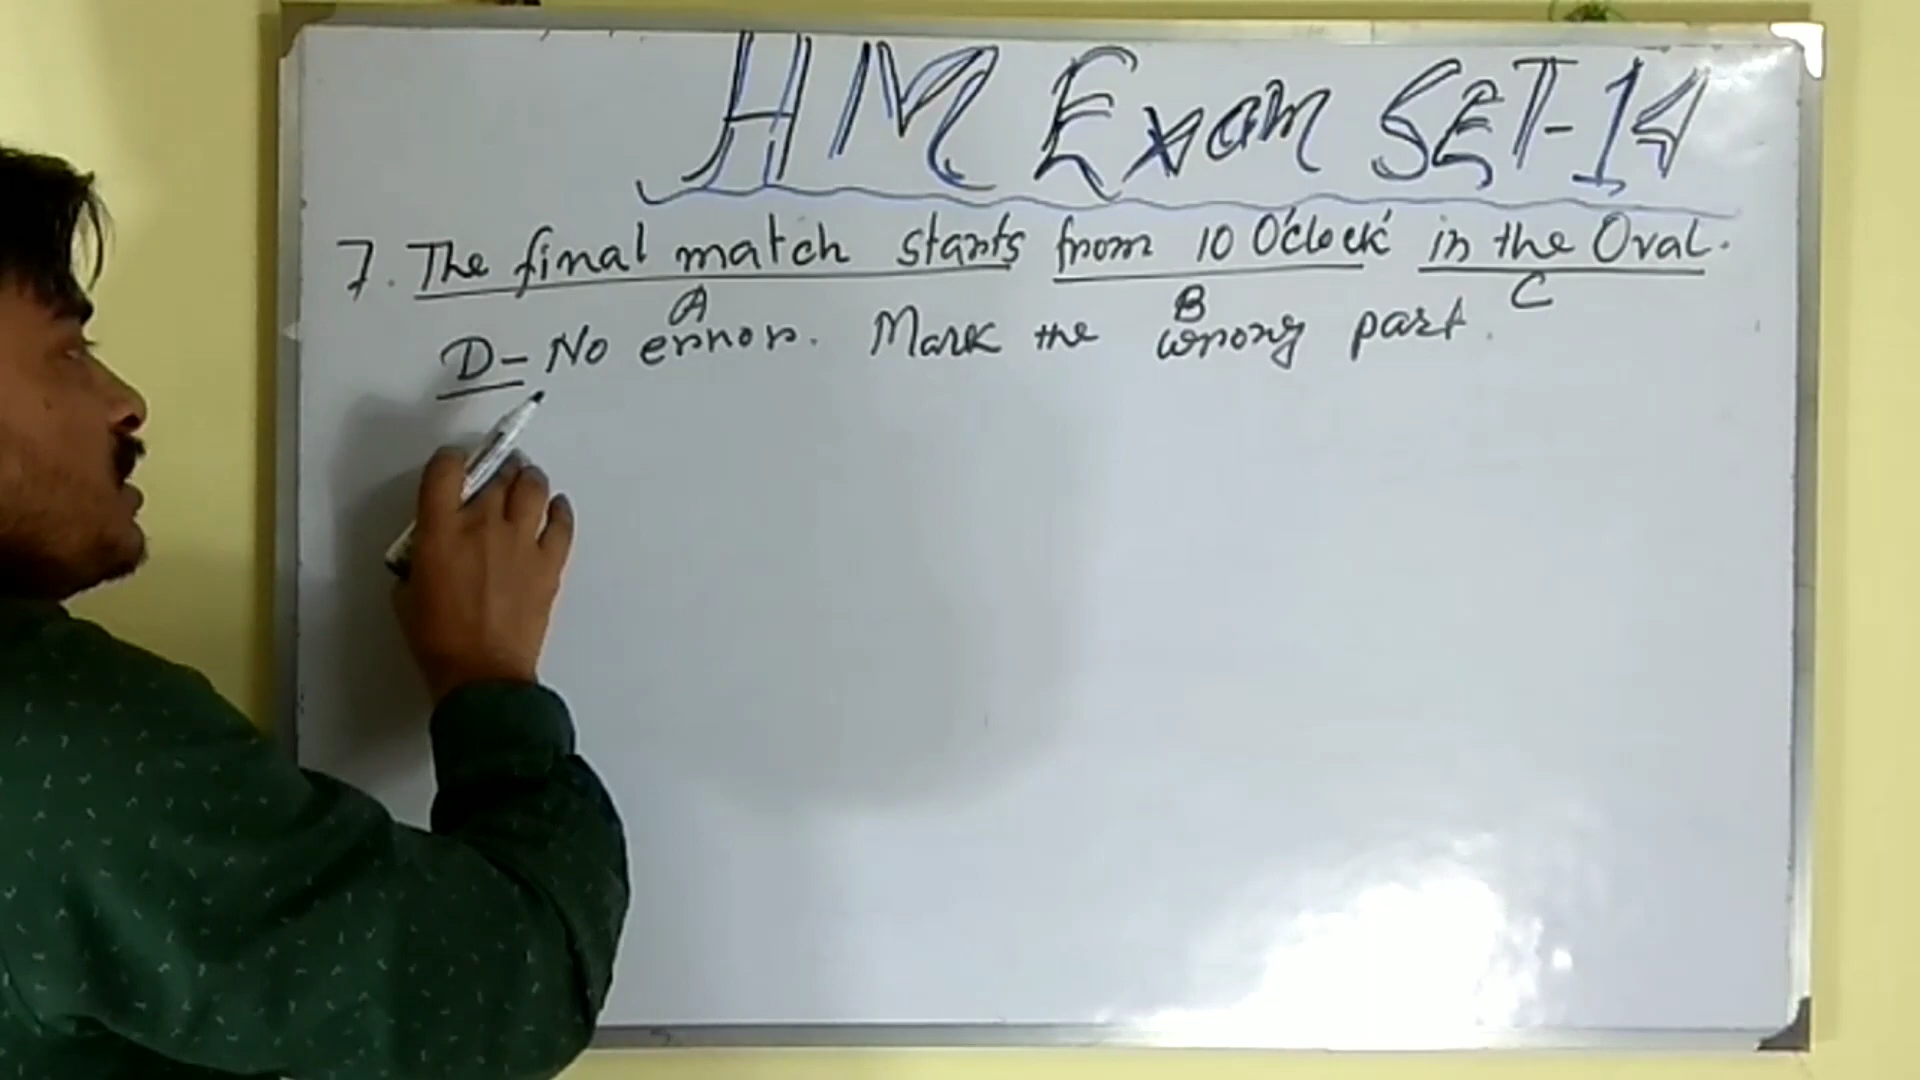 HM Exam SET-14
7. The final match starts from 10 O'clock' in the Oval.
A B C
D- No error. Mark the wrong part.